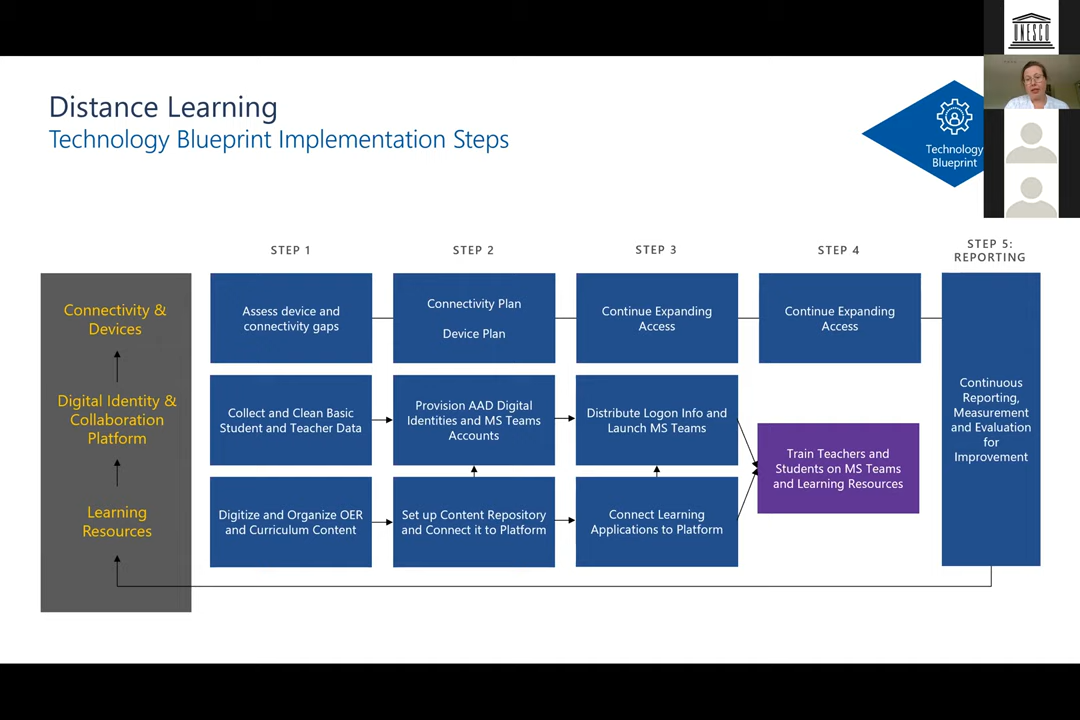 UNESCO
Distance Learning
Technology Blueprint Implementation Steps
Technology
Blueprint
STEP 1
STEP 2
STEP 3
STEP 4
STEP 5:
REPORTING
Connectivity &
Devices
Assess device and
connectivity gaps
Connectivity Plan
Device Plan
Continue Expanding
Access
Continue Expanding
Access
Digital Identity &
Collaboration
Platform
Collect and Clean Basic
Student and Teacher Data
Provision AAD Digital
Identities and MS Teams
Accounts
Distribute Logon Info and
Launch MS Teams
Train Teachers and
Students on MS Teams
and Learning Resources
Continuous
Reporting,
Measurement
and Evaluation
for
Improvement
Learning
Resources
Digitize and Organize OER
and Curriculum Content
Set up Content Repository
and Connect it to Platform
Connect Learning
Applications to Platform